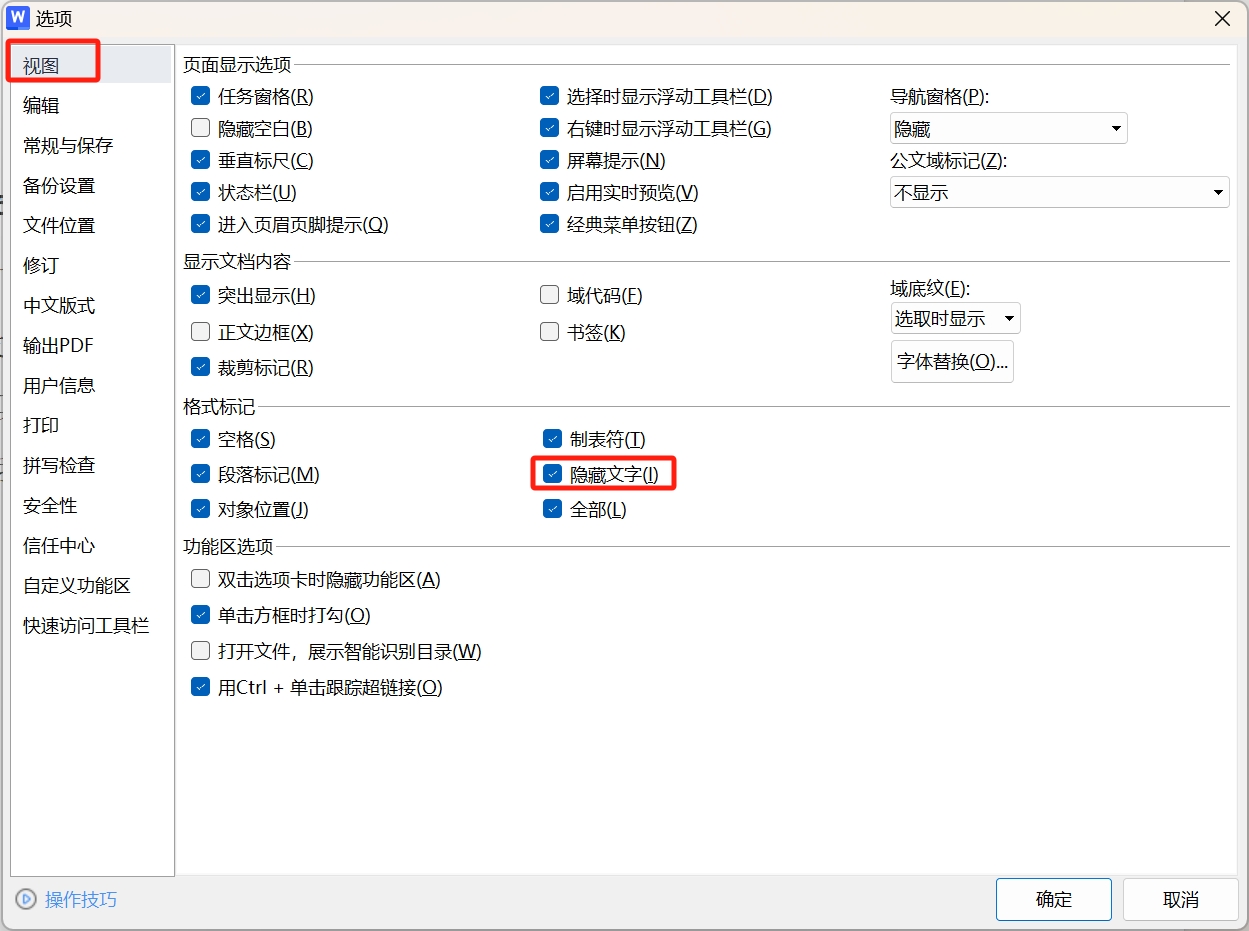 W 选项
视图
编辑
常规与保存
备份设置
文件位置
修订
中文版式
输出PDF
用户信息
打印
拼写检查
安全性
信任中心
自定义功能区
快速访问工具栏
页面显示选项
任务窗格(R)
隐藏空白(B)
垂直标尺(C)
状态栏(U)
进入页眉页脚提示(Q)
选择时显示浮动工具栏(D)
右键时显示浮动工具栏(G)
屏幕提示(N)
启用实时预览(V)
经典菜单按钮(Z)
导航窗格(P):
隐藏
公文域标记(Z):
不显示
显示文档内容
突出显示(H)
正文边框(X)
裁剪标记(R)
域代码(F)
书签(K)
域底纹(E):
选取时显示
字体替换(O)...
格式标记
空格(S)
段落标记(M)
对象位置(J)
制表符(T)
隐藏文字(I)
全部(L)
功能区选项
双击选项卡时隐藏功能区(A)
单击方框时打勾(O)
打开文件，展示智能识别目录(W)
用Ctrl + 单击跟踪超链接(O)
操作技巧
确定
取消